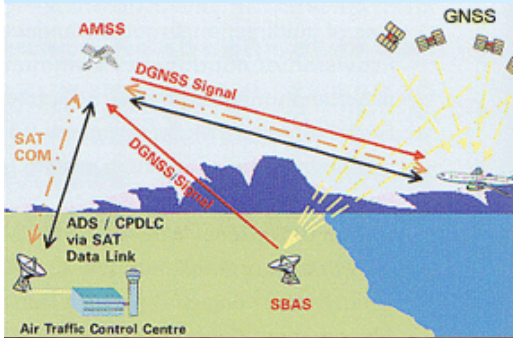 AMSS
GNSS
DGNSS Signal
SAT
COM
DGNSS/Signal
ADS / CPDLC
via SAT
Data Link
SBAS
Air Traffic Control Centre